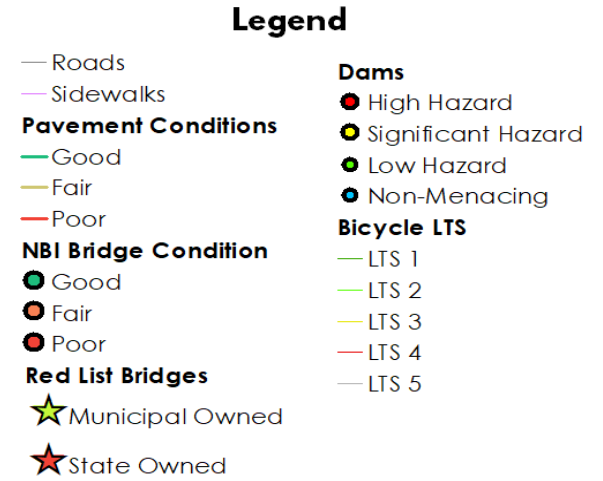 Legend
Roads
Sidewalks
Pavement Conditions
Good
Fair
Poor
NBI Bridge Condition
Good
Fair
Poor
Red List Bridges
Municipal Owned
State Owned
Dams
High Hazard
Significant Hazard
Low Hazard
Non-Menacing
Bicycle LTS
LTS 1
LTS 2
LTS 3
LTS 4
LTS 5